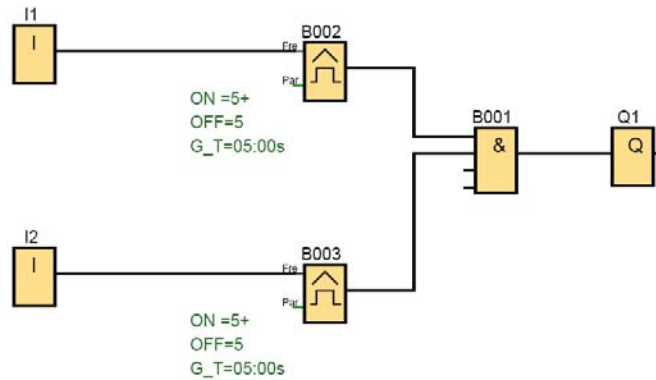 I1
I
B002
Fre
Par
ON =5+
OFF=5
G_T=05:00s
B001
&
Q1
Q
I2
I
B003
Fre
Par
ON =5+
OFF=5
G_T=05:00s